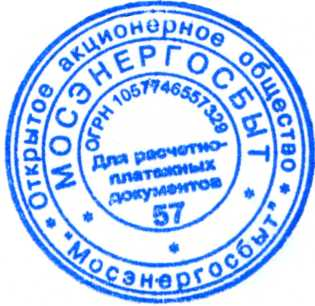 Открытое акционерное общество
"Мосэнергосбыт"
МОСЭНЕРГОСБЫТ
ОГРН 1057746557329
Для расчетно-
платежных
документов
57